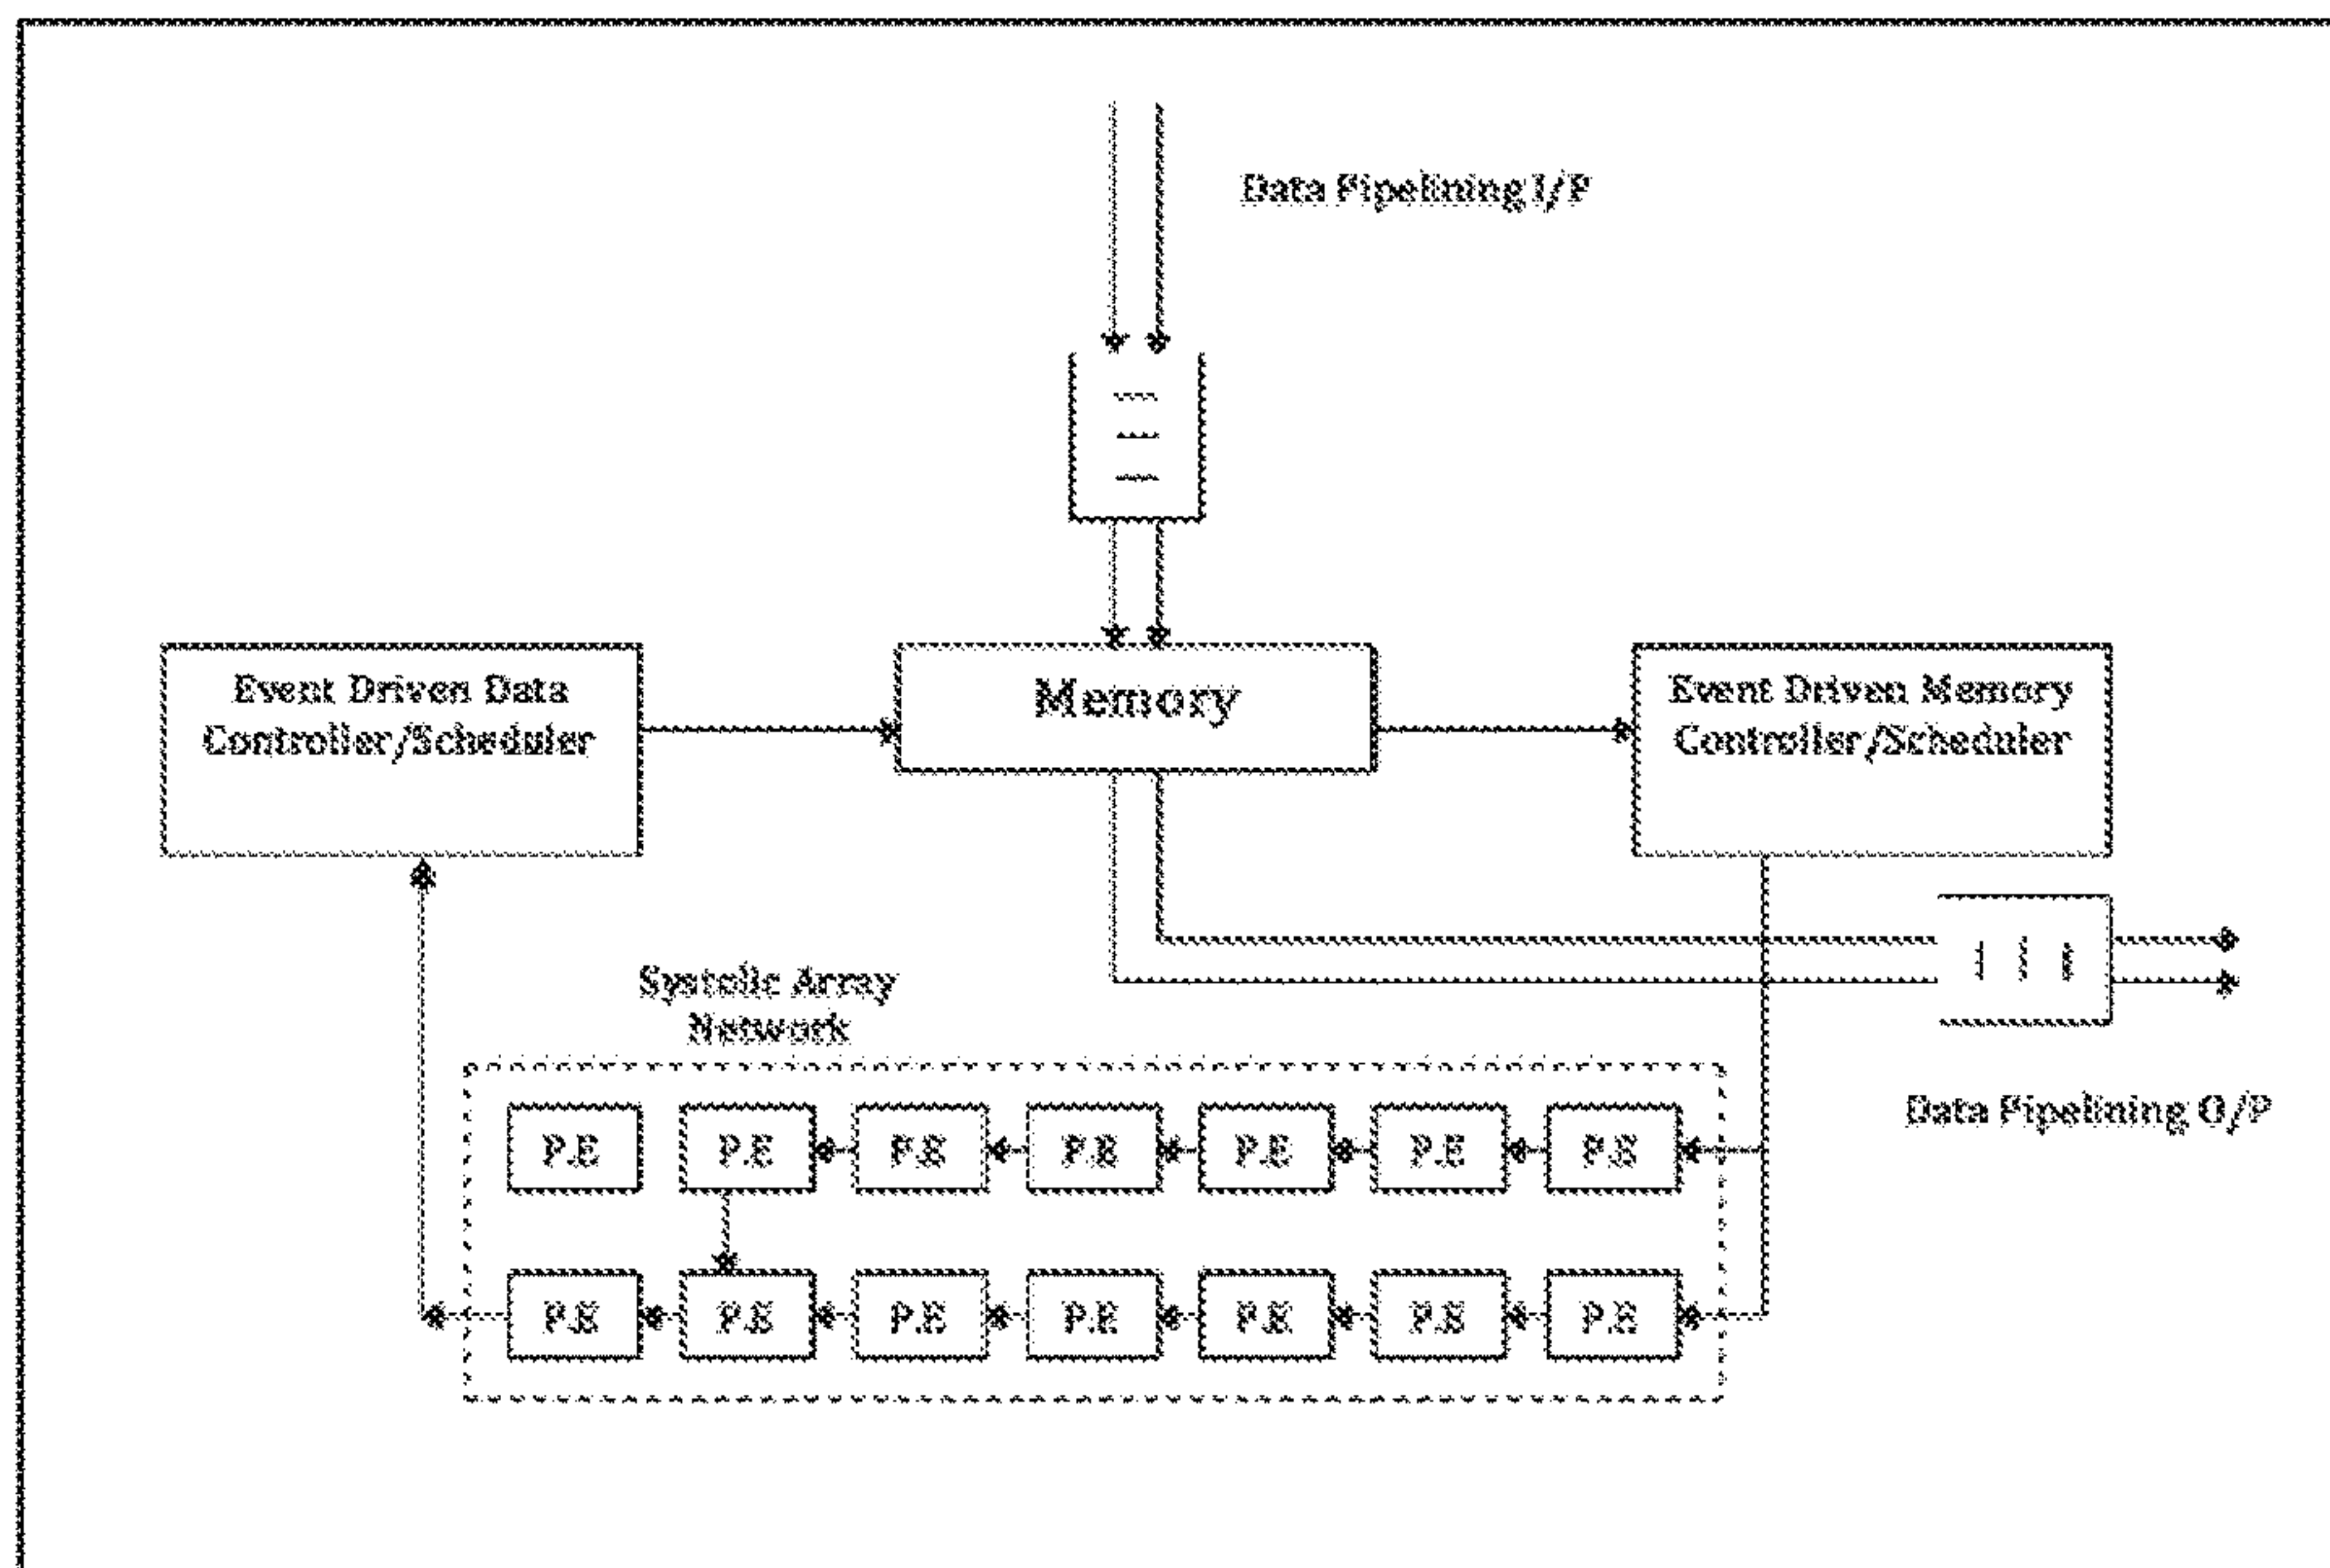 Data Pipelining I/P
Event Driven Data
Controller/Scheduler
Memory
Event Driven Memory
Controller/Scheduler
Systolic Array
Network
Data Pipelining O/P
P.E P.E P.E P.E P.E P.E P.E
P.E P.E P.E P.E P.E P.E P.E